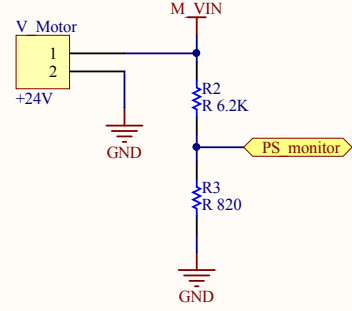 M_VIN
V_Motor
1
2
+24V
R2
R 6.2K
GND
PS_monitor
R3
R 820
GND